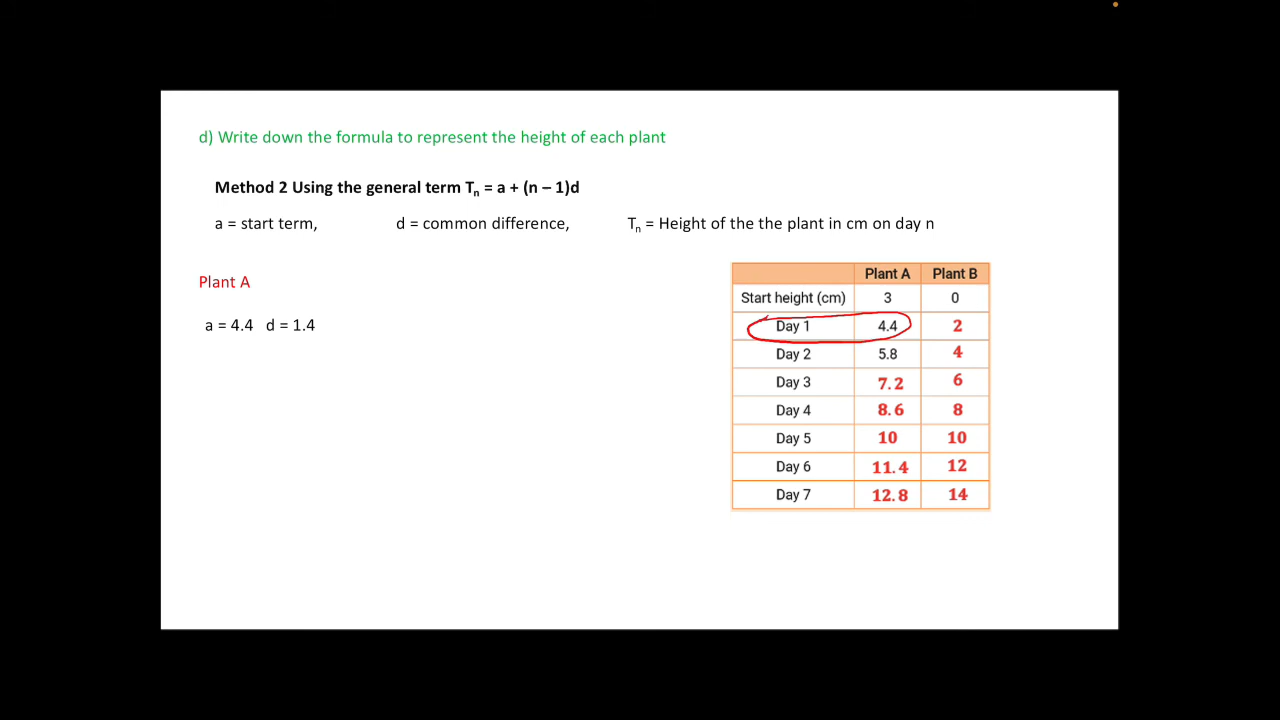 d) Write down the formula to represent the height of each plant
Method 2 Using the general term Tn = a + (n – 1)d
a = start term, d = common difference, Tn = Height of the the plant in cm on day n
Plant A
a = 4.4 d = 1.4
Plant A Plant B
Start height (cm) 3 0
Day 1 4.4 2
Day 2 5.8 4
Day 3 7.2 6
Day 4 8.6 8
Day 5 10 10
Day 6 11.4 12
Day 7 12.8 14